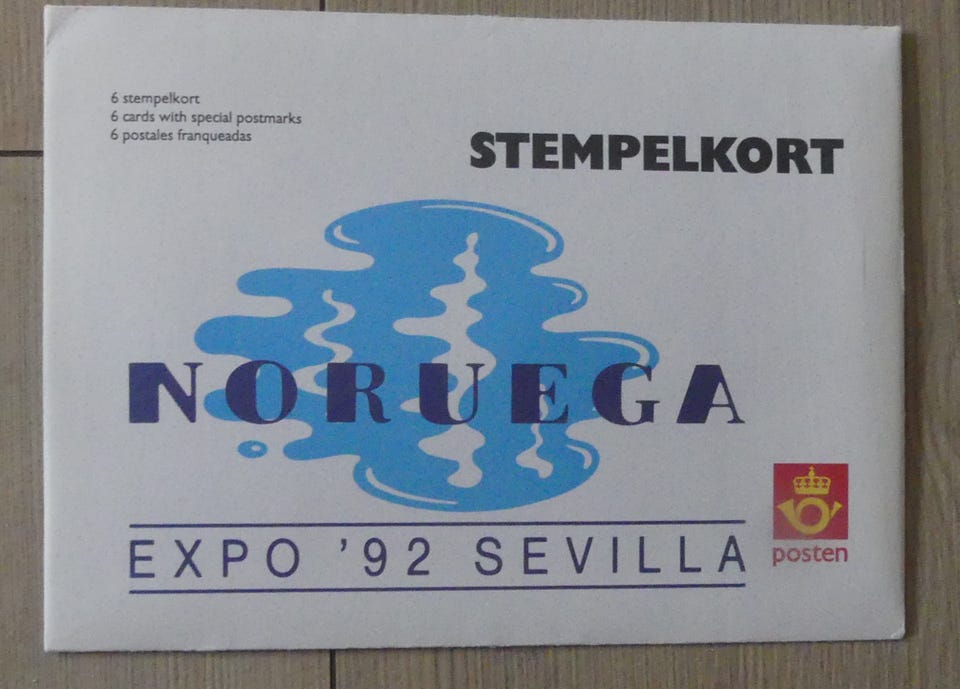 6 stempelkort
6 cards with special postmarks
6 postales franqueadas
STEMPELKORT
NORUEGA
EXPO '92 SEVILLA
posten